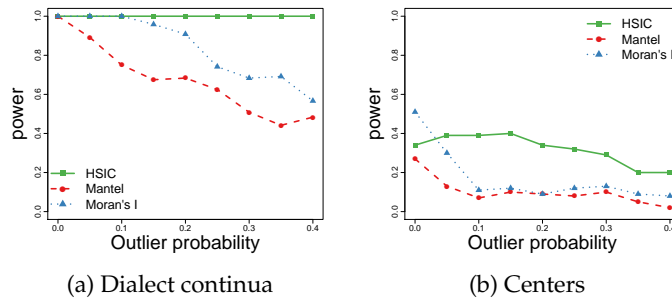 power
1.0
0.8
0.6
0.4
0.2
0.0
HSIC
Mantel
Moran's I
0.0 0.1 0.2 0.3 0.4
Outlier probability
(a) Dialect continua
power
1.0
0.8
0.6
0.4
0.2
0.0
HSIC
Mantel
Moran's I
0.0 0.1 0.2 0.3 0.4
Outlier probability
(b) Centers